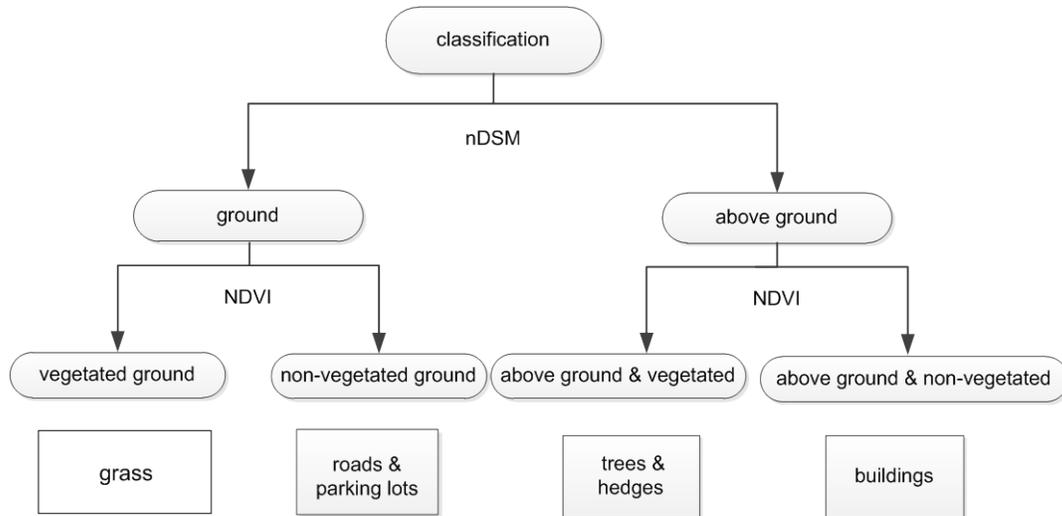 classification
nDSM
ground
above ground
NDVI
NDVI
vegetated ground
non-vegetated ground
above ground & vegetated
above ground & non-vegetated
grass
roads &
parking lots
trees &
hedges
buildings